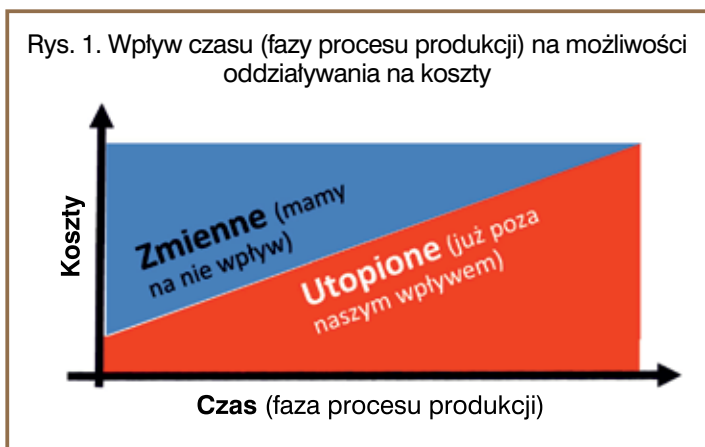 Rys. 1. Wpływ czasu (fazy procesu produkcji) na możliwości
oddziaływania na koszty
Koszty
Zmienne (mamy
na nie wpływ)
Utopione (już poza
naszym wpływem)
Czas (faza procesu produkcji)